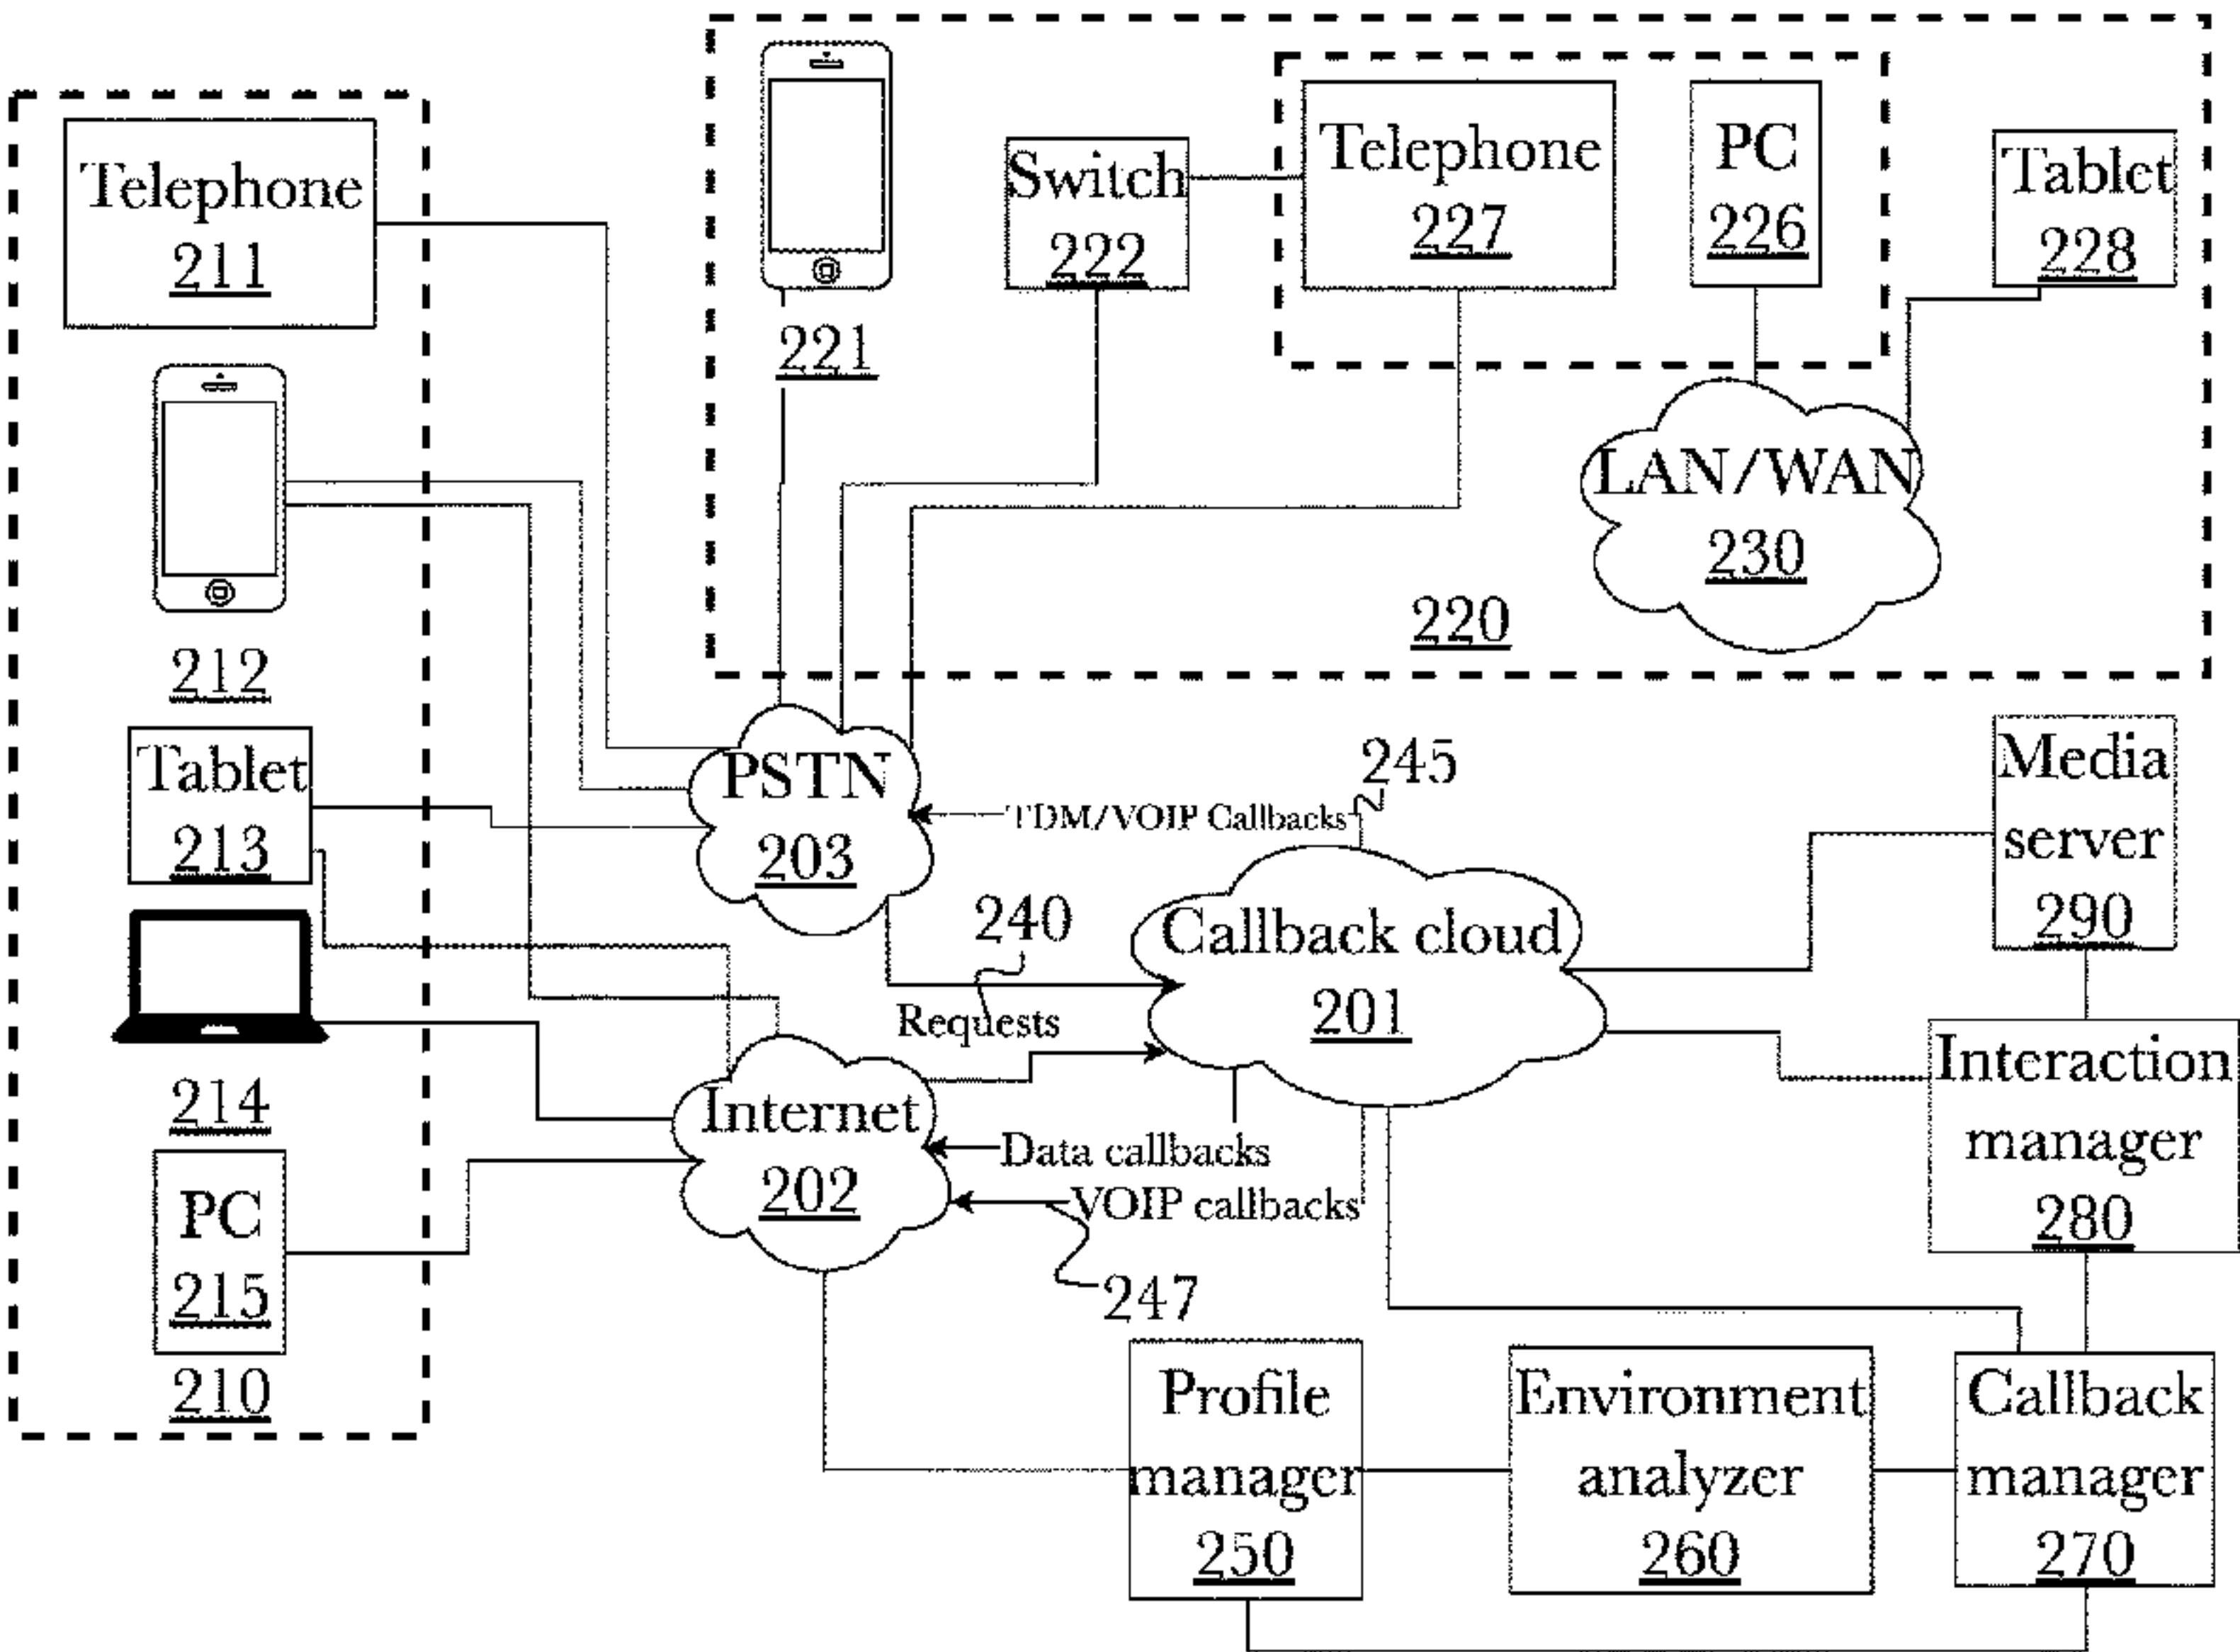 Telephone
211
212
Tablet
213
214
PC
215
210
221
Switch
222
Telephone
227
PC
226
Tablet
228
LAN/WAN
230
220
PSTN
203
245
TDM/VOIP Callbacks
240
Requests
Callback cloud
201
Internet
202
Data callbacks
VOIP callbacks
247
Media
server
290
Interaction
manager
280
Profile
manager
250
Environment
analyzer
260
Callback
manager
270